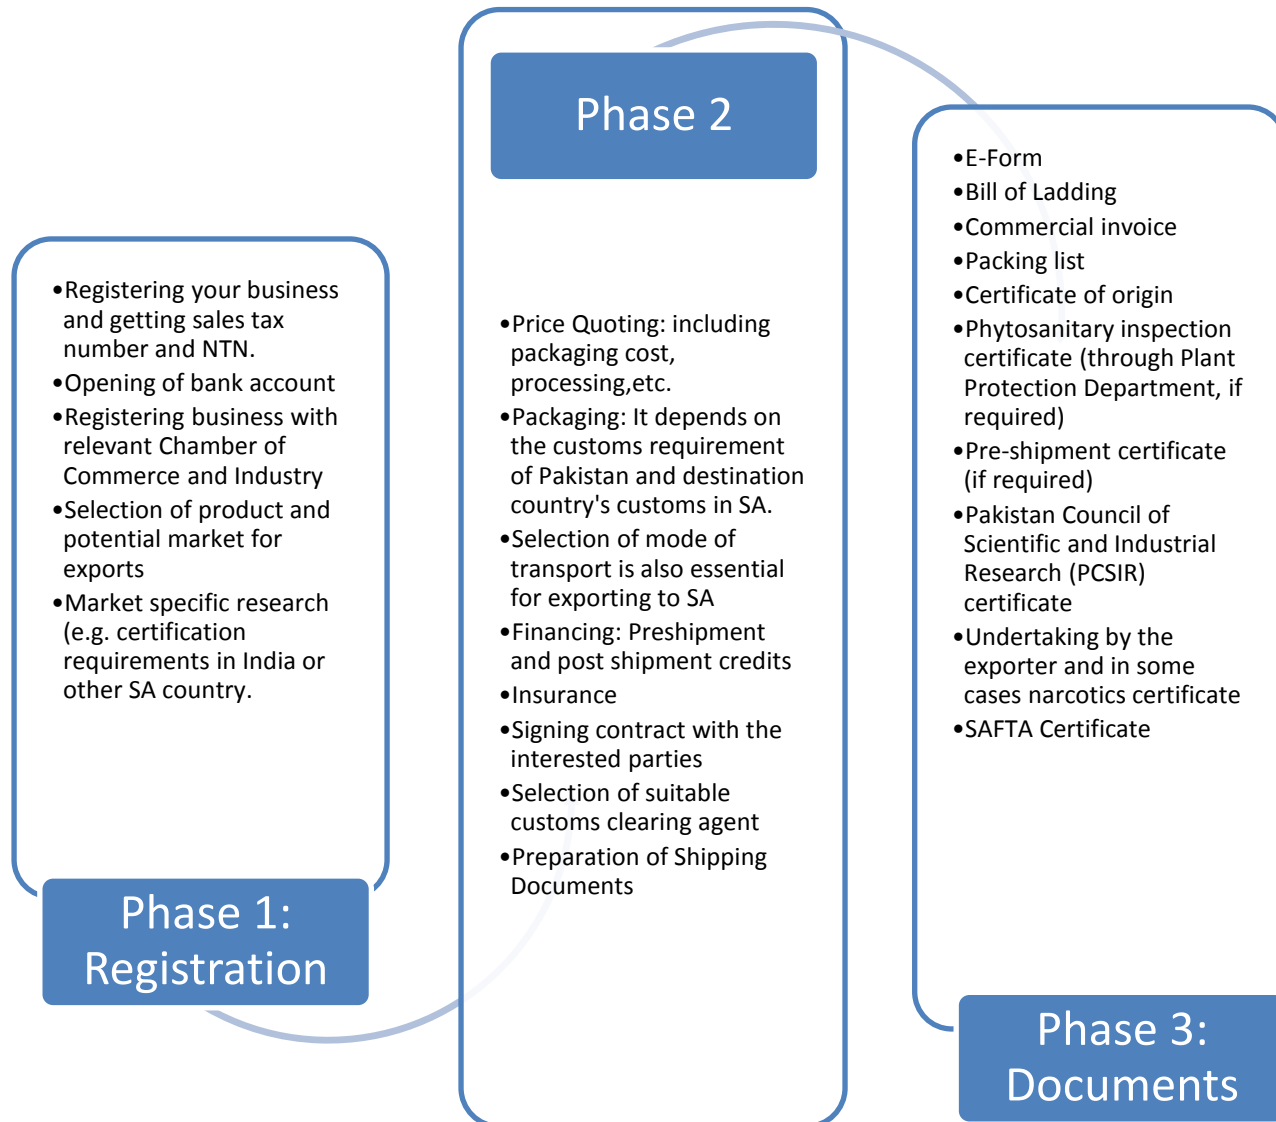 •Registering your business
and getting sales tax
number and NTN.
•Opening of bank account
•Registering business with
relevant Chamber of
Commerce and Industry
•Selection of product and
potential market for
exports
•Market specific research
(e.g. certification
requirements in India or
other SA country.
Phase 1:
Registration
Phase 2
•Price Quoting: including
packaging cost,
processing,etc.
•Packaging: It depends on
the customs requirement
of Pakistan and destination
country's customs in SA.
•Selection of mode of
transport is also essential
for exporting to SA
•Financing: Preshipment
and post shipment credits
•Insurance
•Signing contract with the
interested parties
•Selection of suitable
customs clearing agent
•Preparation of Shipping
Documents
•E-Form
•Bill of Ladding
•Commercial invoice
•Packing list
•Certificate of origin
•Phytosanitary inspection
certificate (through Plant
Protection Department, if
required)
•Pre-shipment certificate
(if required)
•Pakistan Council of
Scientific and Industrial
Research (PCSIR)
certificate
•Undertaking by the
exporter and in some
cases narcotics certificate
•SAFTA Certificate
Phase 3:
Documents